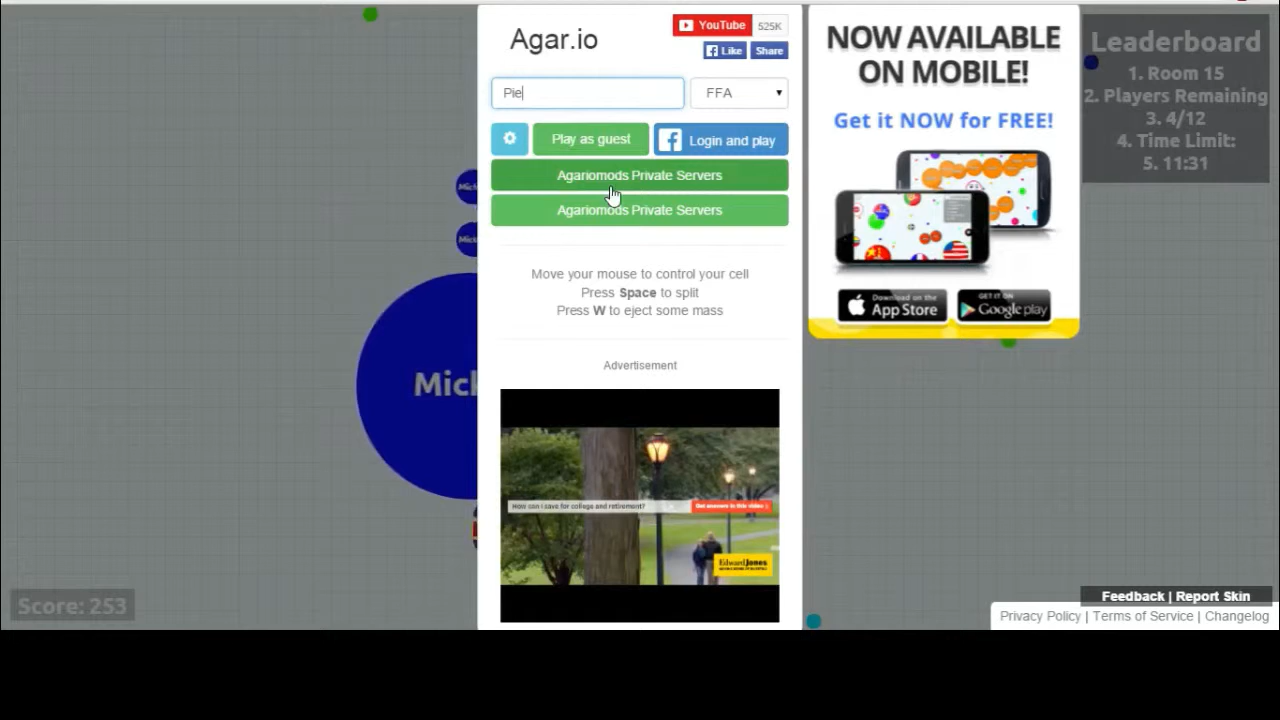 Agar.io
YouTube 525K
Like Share
Pie
FFA
Play as guest
Login and play
Agariomods Private Servers
Agariomods Private Servers
Move your mouse to control your cell
Press Space to split
Press W to eject some mass
Advertisement
How can I save for college and retirement?
Get answers in this video
Edward Jones
NOW AVAILABLE
ON MOBILE!
Get it NOW for FREE!
Download on the
App Store
GET IT ON
Google play
Leaderboard
1. Room 15
2. Players Remaining
3. 4/12
4. Time Limit:
5. 11:31
Mick
Score: 253
Feedback | Report Skin
Privacy Policy | Terms of Service | Changelog